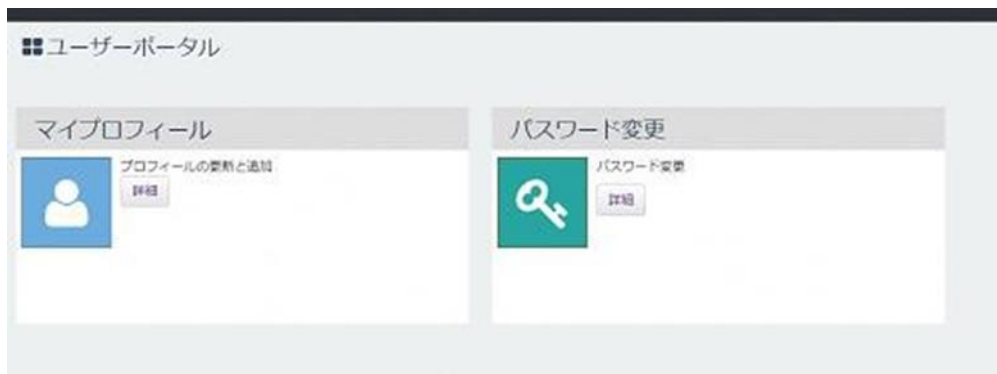 ユーザーポータル
マイプロフィール
プロフィールの更新と追加
詳細
パスワード変更
パスワード変更
詳細